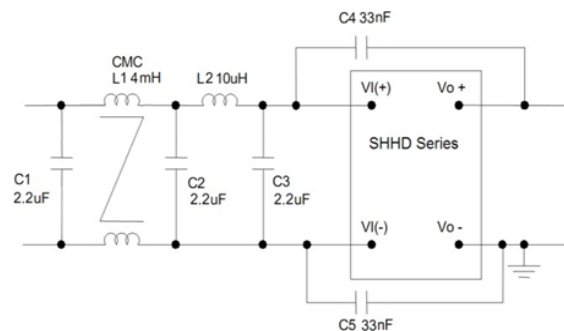 C4 33nF
CMC
L1 4mH
L2 10uH
VI(+)
Vo +
SHHD Series
C1
2.2uF
C2
2.2uF
C3
2.2uF
VI(-)
Vo -
C5 33nF